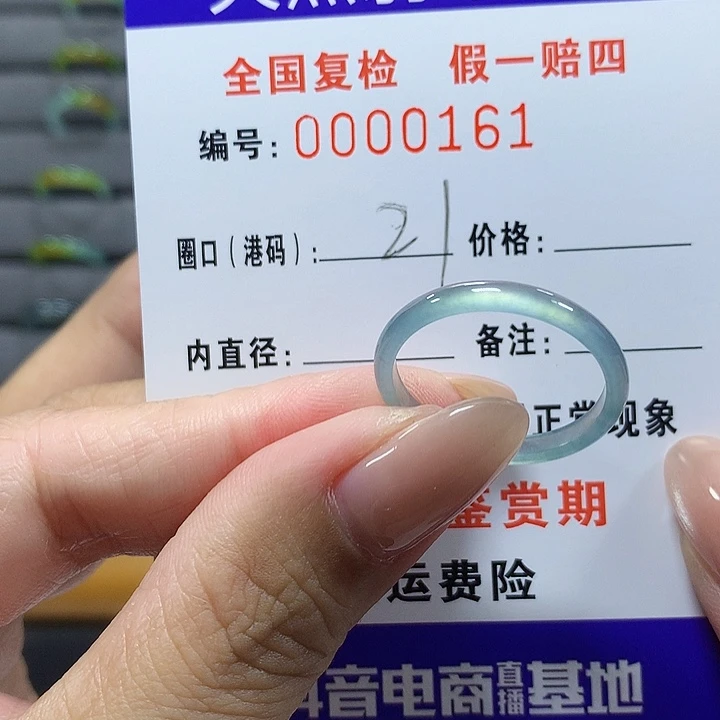 全国复检 假一赔四
编号: 0000161
圈口(港码): 21 价格:
内直径: 备注:
正常现象
鉴赏期
运费险
音电商直播基地